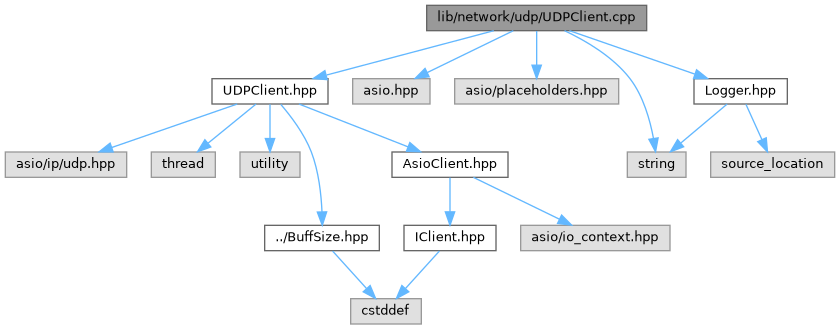 lib/network/udp/UDPClient.cpp
UDPClient.hpp
asio.hpp
asio/placeholders.hpp
Logger.hpp
asio/ip/udp.hpp
thread
utility
AsioClient.hpp
string
source_location
../BuffSize.hpp
IClient.hpp
asio/io_context.hpp
cstddef